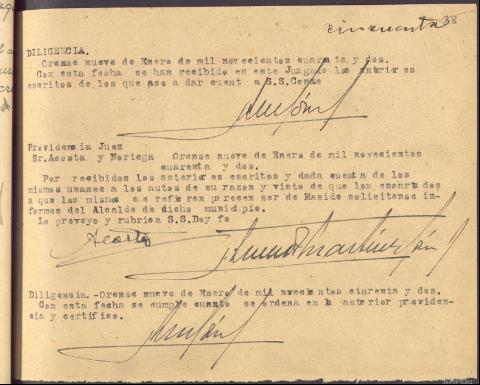 cincuenta 38
DILIGENCIA.
Orense nueve de Enero de mil novecientos cuarenta y dos.
Con esta fecha se han recibido en este Juzgado los anteriores
escritos de los que paso a dar cuenta a S.S.
Providencia Juez
Sr. Acosta y Noriega Orense nueve de Enero de mil novecientos
cuarenta y dos.
Por recibidos los anteriores escritos y dada cuenta de los
mismos unanse a los autos de su razon y visto de que los encartados
a que los mismos se refieren parecen ser de Maside solicitense in-
formes del Alcalde de dicho municipio.
Lo proveyo y rubrica S.S. Doy fe
Acosta
Diligencia.-Orense nueve de Enero de mil novecientos y dos.
Con esta fecha se cumple cuanto se ordena en la anterior providen-
cia y certifico.